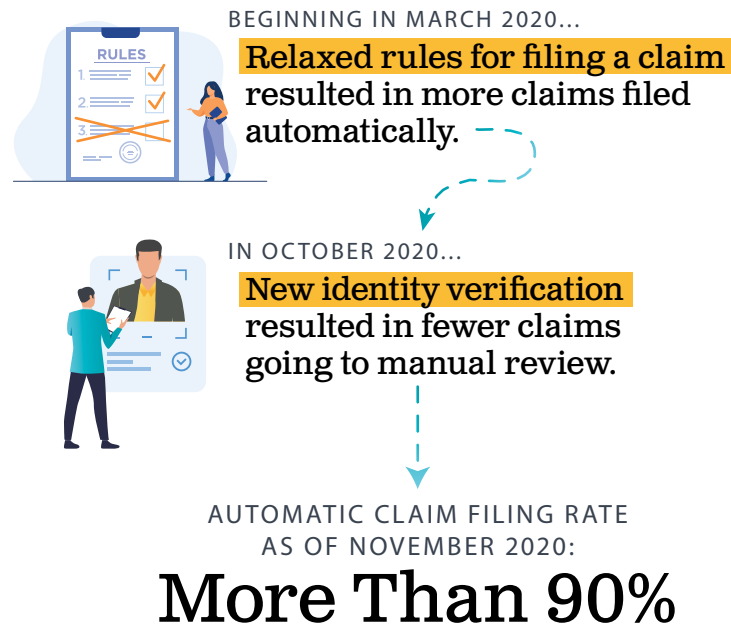 BEGINNING IN MARCH 2020...
RULES
1.
2.
3.
Relaxed rules for filing a claim
resulted in more claims filed
automatically.
IN OCTOBER 2020...
New identity verification
resulted in fewer claims
going to manual review.
AUTOMATIC CLAIM FILING RATE
AS OF NOVEMBER 2020:
More Than 90%